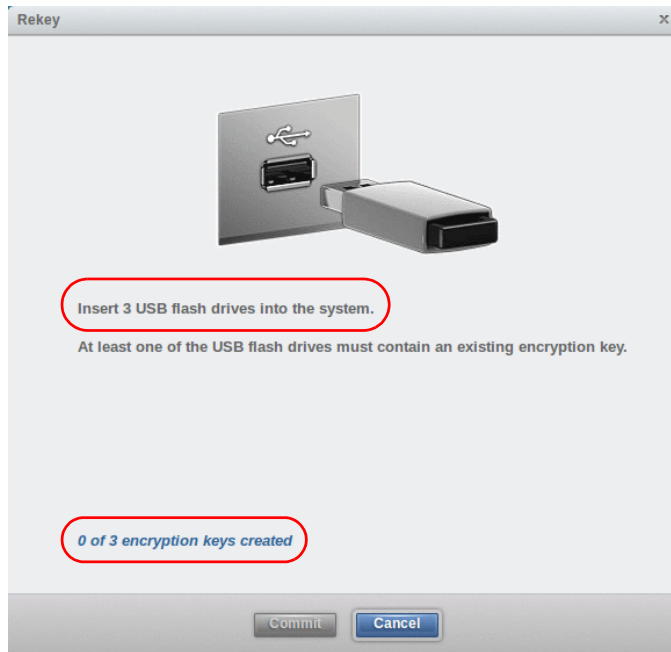 Rekey x
Insert 3 USB flash drives into the system.
At least one of the USB flash drives must contain an existing encryption key.
0 of 3 encryption keys created
Commit Cancel